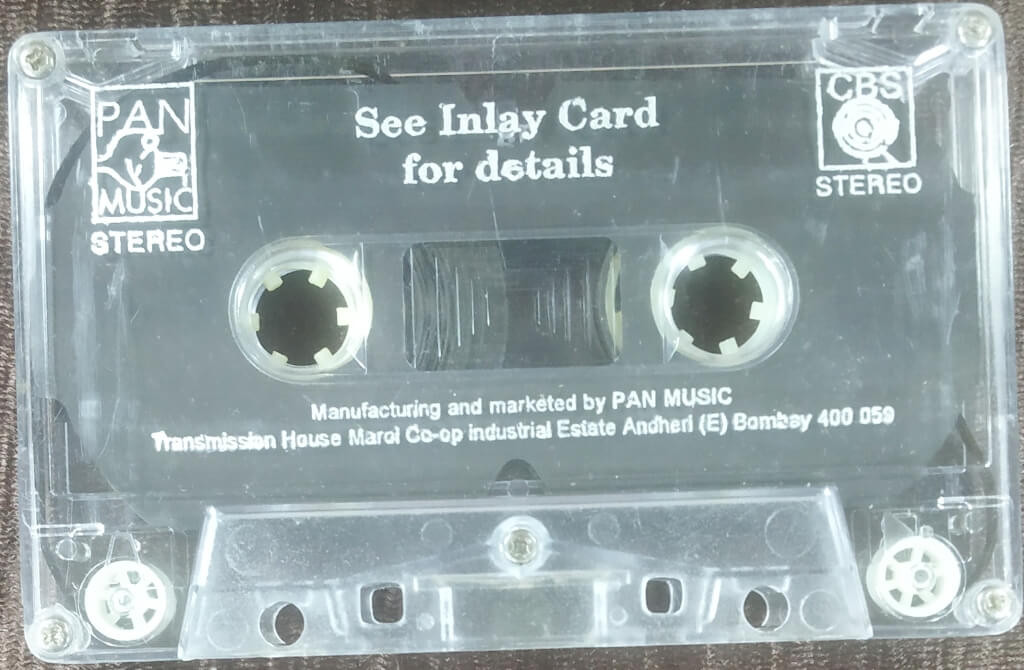 PAN
MUSIC
STEREO
See Inlay Card
for details
CBS
STEREO
Manufacturing and marketed by PAN MUSIC
Transmission House Marol Co-op Industrial Estate Andheri (E) Bombay 400 059